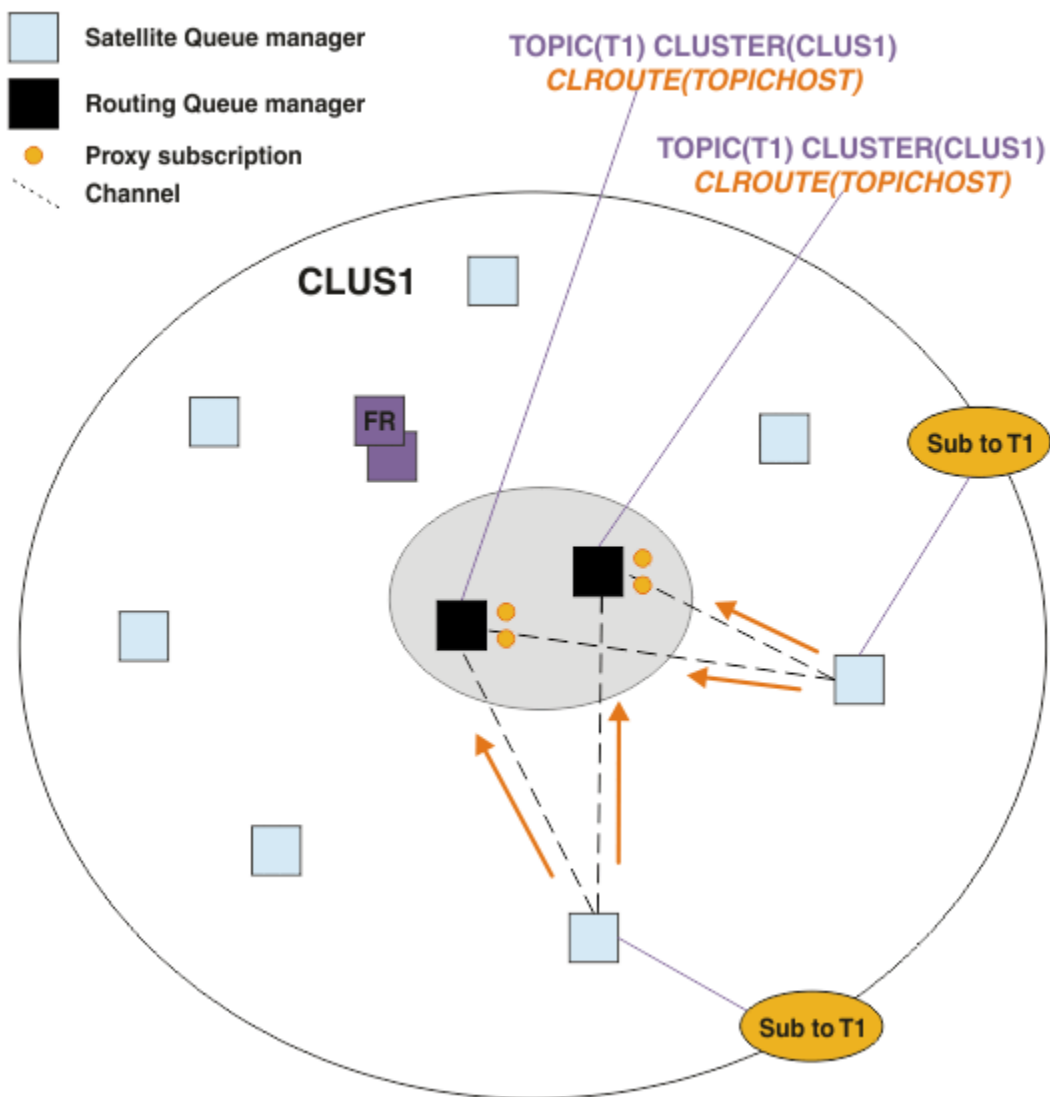 Satellite Queue manager
Routing Queue manager
Proxy subscription
Channel
TOPIC(T1) CLUSTER(CLUS1)
CLROUTE(TOPICHOST)
TOPIC(T1) CLUSTER(CLUS1)
CLROUTE(TOPICHOST)
CLUS1
FR
Sub to T1
Sub to T1